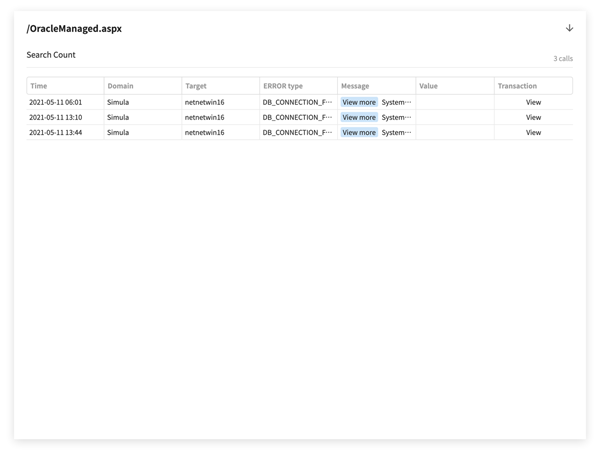 /OracleManaged.aspx
Search Count
3 calls
Time Domain Target ERROR type Message Value Transaction
2021-05-11 06:01 Simula netnetwin16 DB_CONNECTION_F··· View more System··· View
2021-05-11 13:10 Simula netnetwin16 DB_CONNECTION_F··· View more System··· View
2021-05-11 13:44 Simula netnetwin16 DB_CONNECTION_F··· View more System··· View